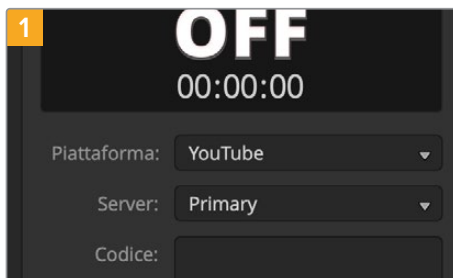 1
OFF
00:00:00
Piattaforma: YouTube
Server: Primary
Codice: